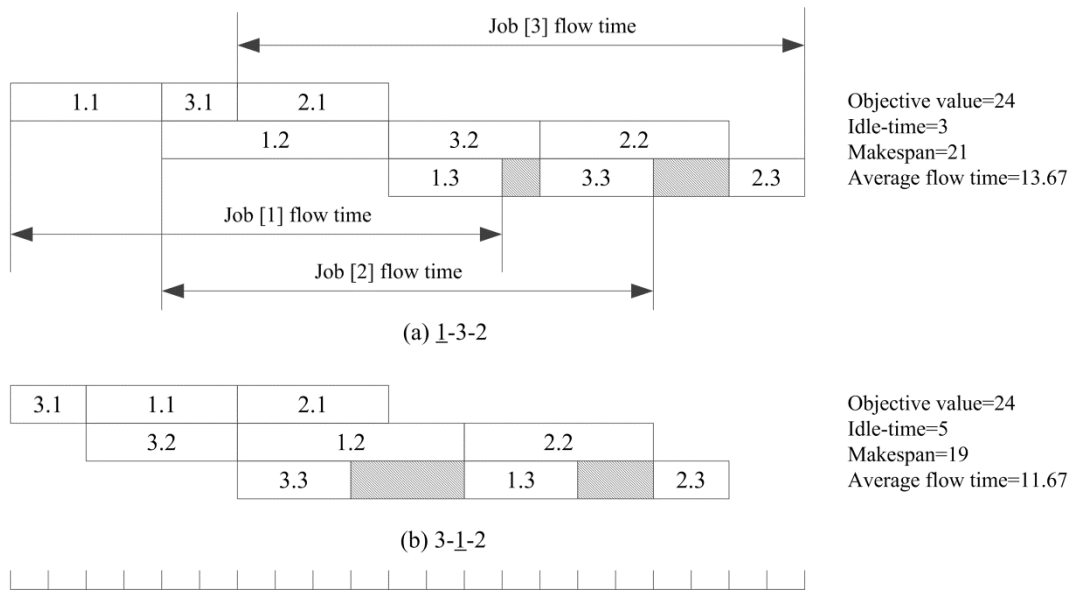 Job [3] flow time
1.1 3.1 2.1
1.2 3.2 2.2
1.3 3.3 2.3
Job [1] flow time
Job [2] flow time
Objective value=24
Idle-time=3
Makespan=21
Average flow time=13.67
(a) 1-3-2
3.1 1.1 2.1
3.2 1.2 2.2
3.3 1.3 2.3
Objective value=24
Idle-time=5
Makespan=19
Average flow time=11.67
(b) 3-1-2